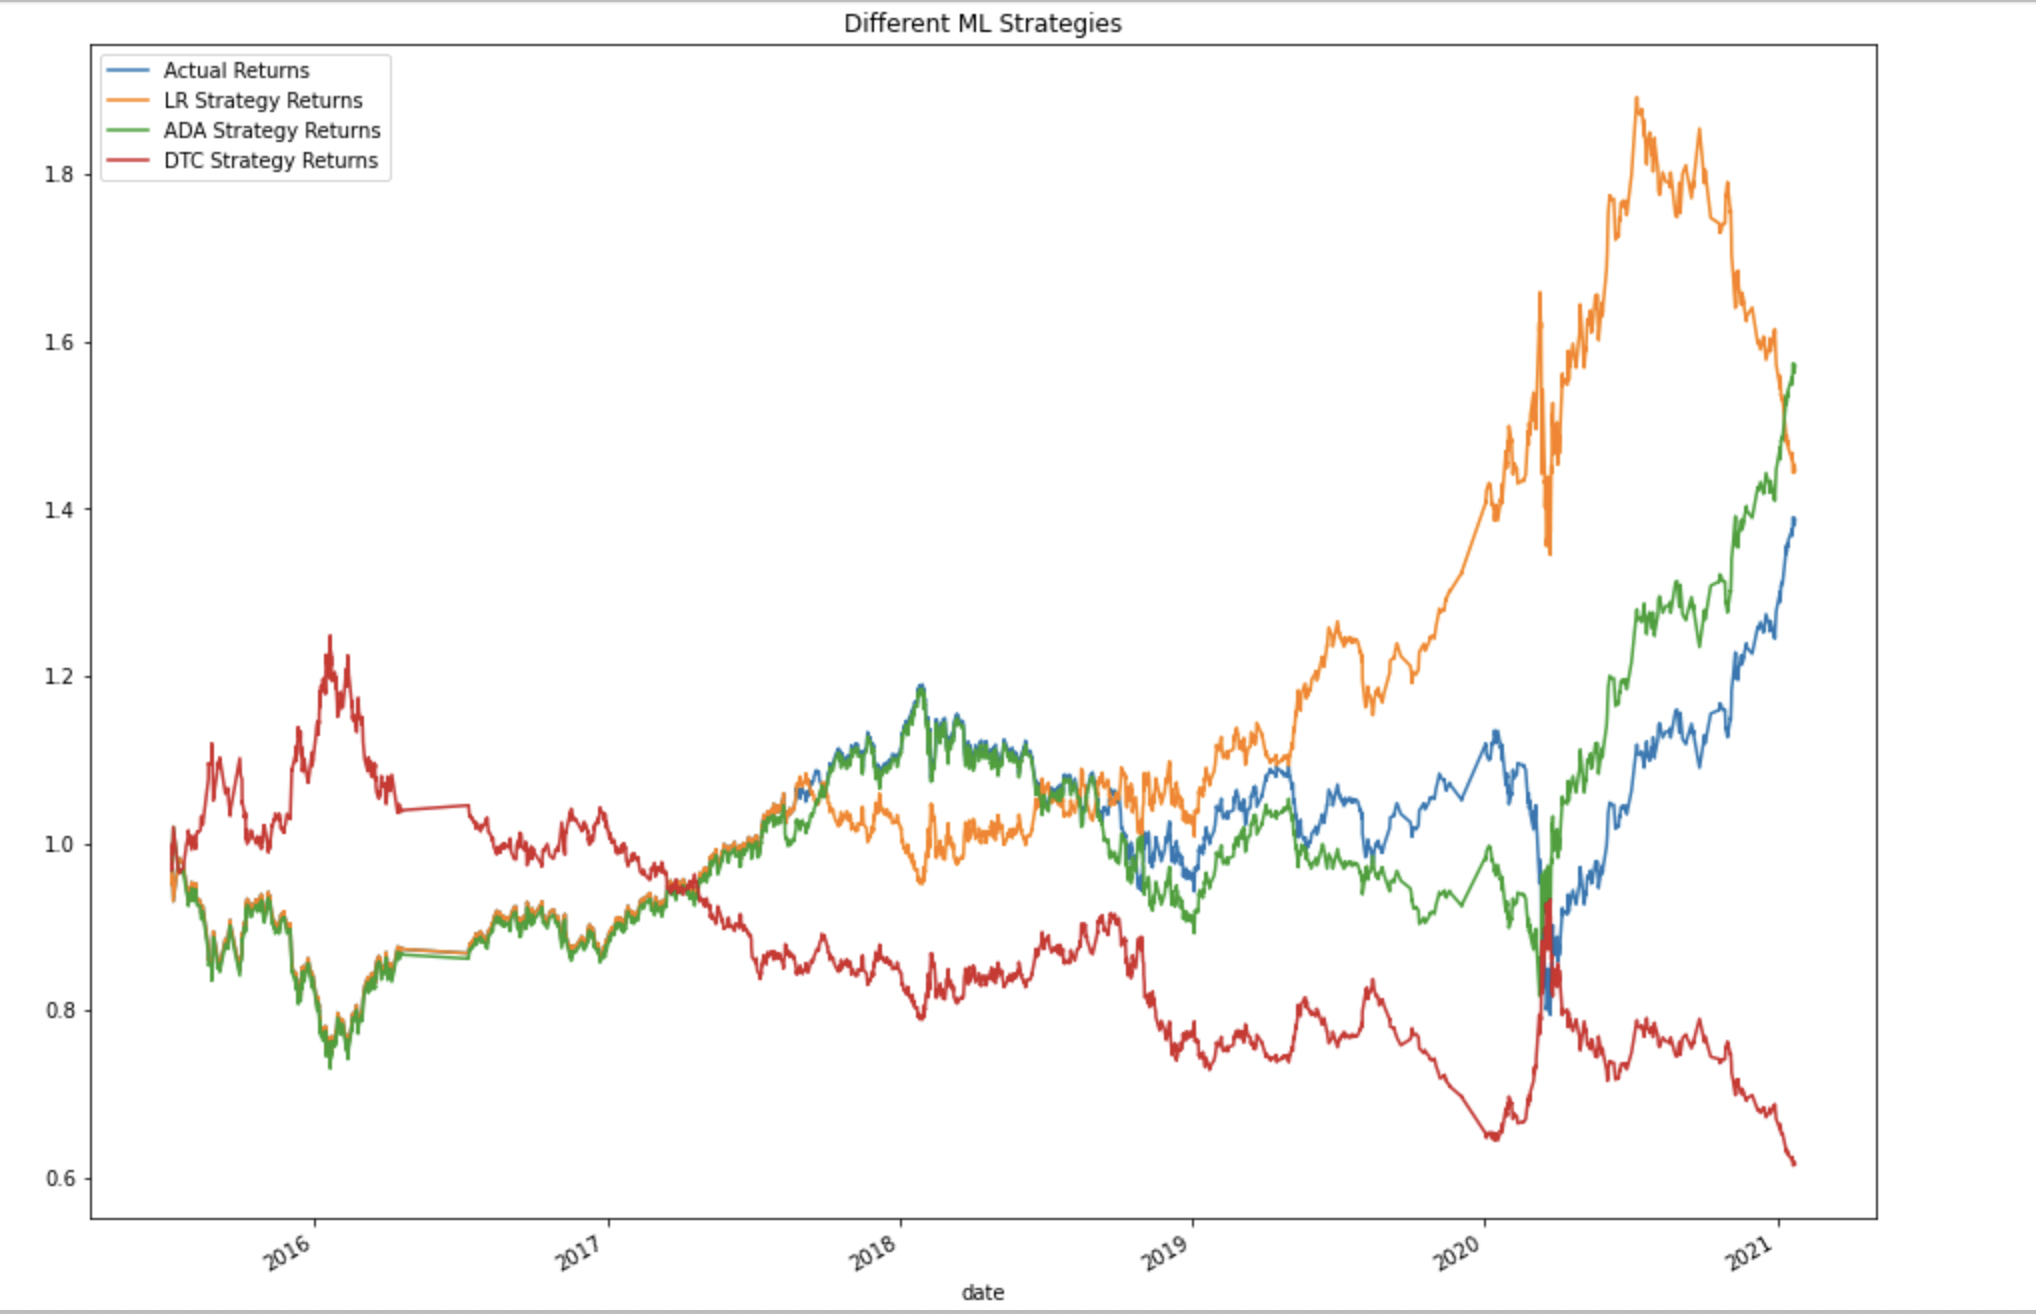 Different ML Strategies
Actual Returns
LR Strategy Returns
ADA Strategy Returns
DTC Strategy Returns
1.8
1.6
1.4
1.2
1.0
0.8
0.6
2016
2017
2018
2019
2020
2021
date